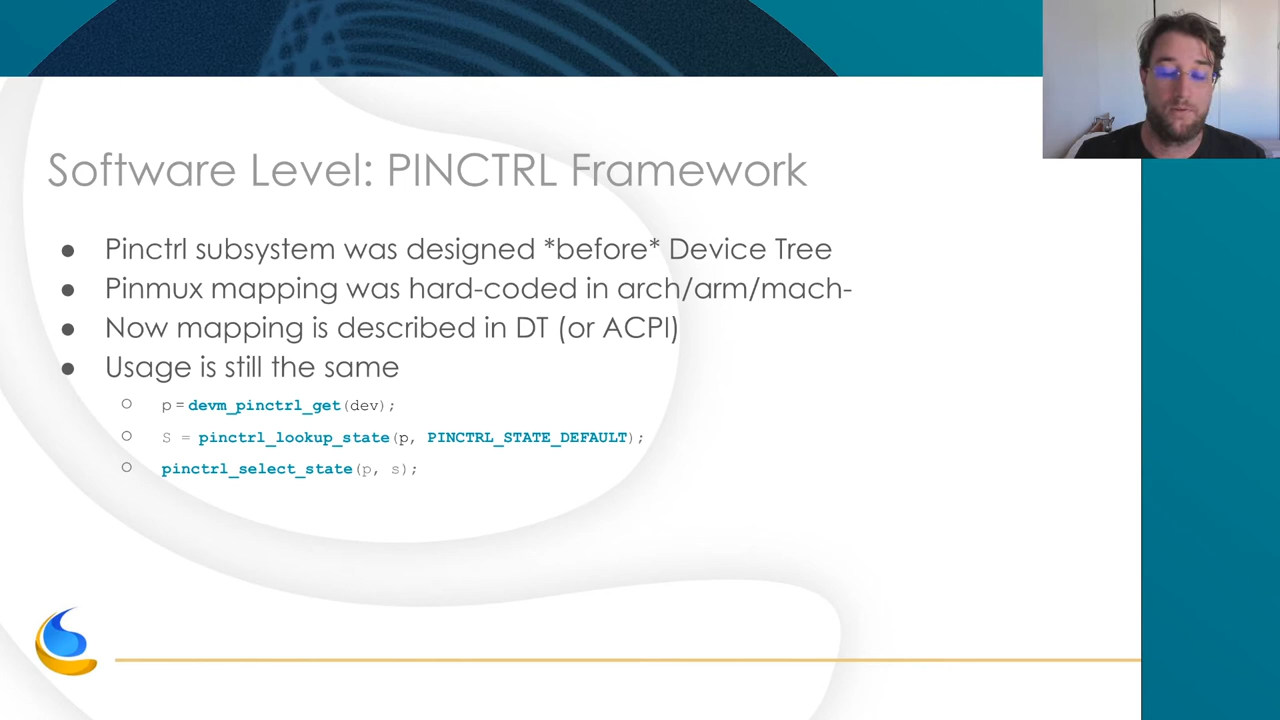 Software Level: PINCTRL Framework
● Pinctrl subsystem was designed *before* Device Tree
● Pinmux mapping was hard-coded in arch/arm/mach-
● Now mapping is described in DT (or ACPI)
● Usage is still the same
○ p = devm_pinctrl_get(dev);
○ S = pinctrl_lookup_state(p, PINCTRL_STATE_DEFAULT);
○ pinctrl_select_state(p, s);